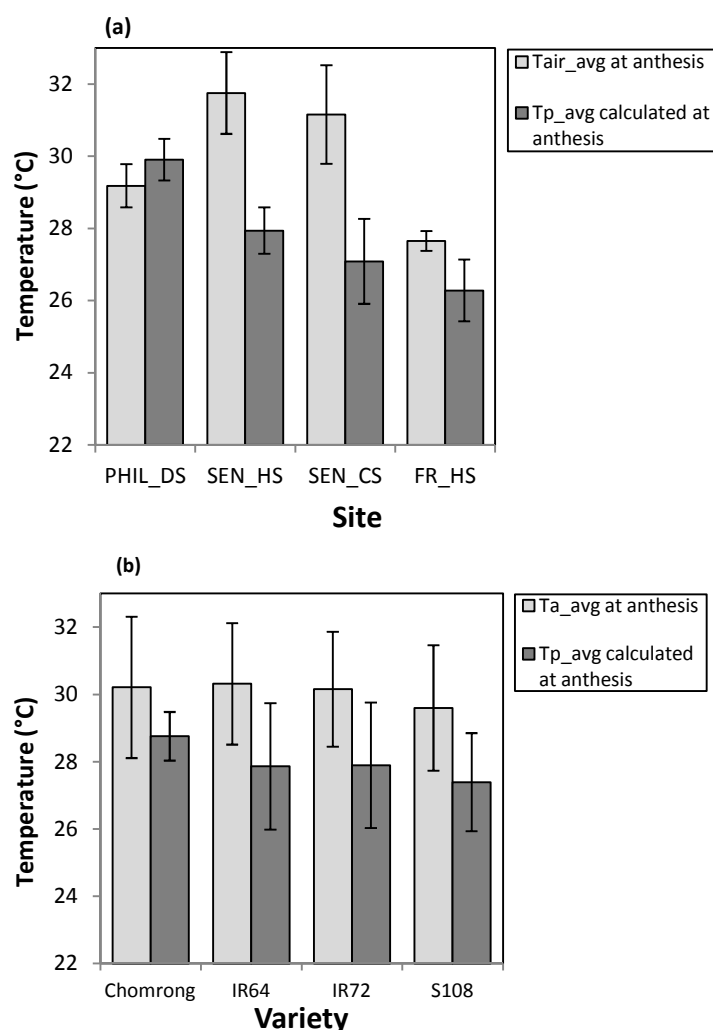 (a)
Tair_avg at anthesis
Tp_avg calculated at
anthesis
Temperature (°C)
32
30
28
26
24
22
PHIL_DS SEN_HS SEN_CS FR_HS
Site
(b)
Ta_avg at anthesis
Tp_avg calculated
at anthesis
Temperature (°C)
32
30
28
26
24
22
Chomrong IR64 IR72 S108
Variety